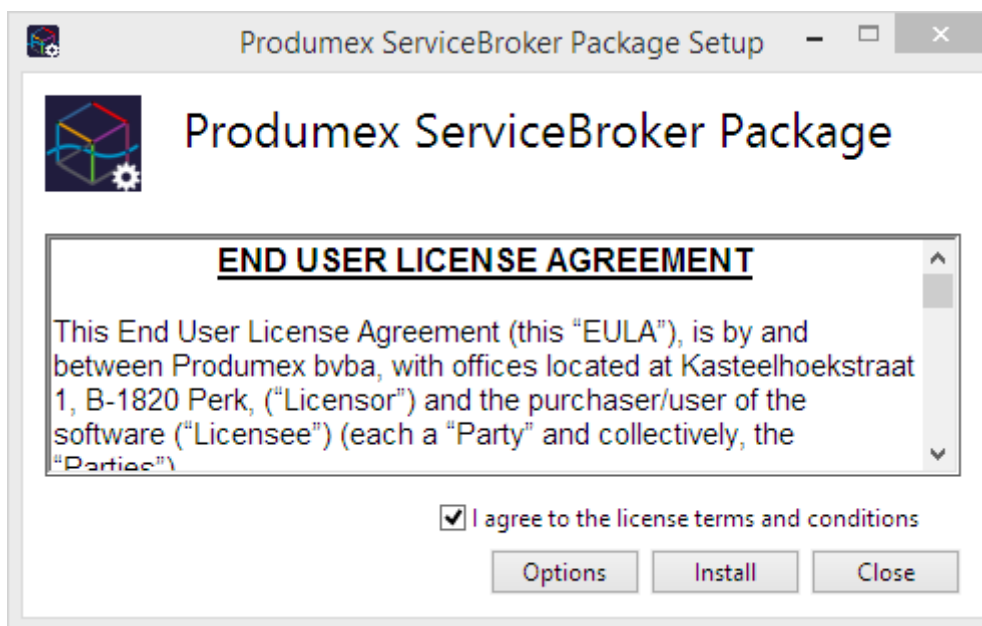 Produmex ServiceBroker Package Setup
Produmex ServiceBroker Package
END USER LICENSE AGREEMENT
This End User License Agreement (this “EULA”), is by and
between Produmex bvba, with offices located at Kasteelhoekstraat
1, B-1820 Perk, (“Licensor”) and the purchaser/user of the
software (“Licensee”) (each a “Party” and collectively, the
“Parties”)
I agree to the license terms and conditions
Options Install Close